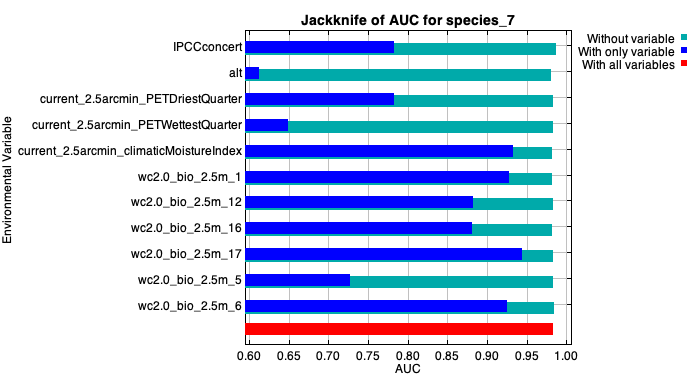 Jackknife of AUC for species_7
Without variable
With only variable
With all variables
Environmental Variable
IPCCconcert
alt
current_2.5arcmin_PETDriestQuarter
current_2.5arcmin_PETWettestQuarter
current_2.5arcmin_climaticMoistureIndex
wc2.0_bio_2.5m_1
wc2.0_bio_2.5m_12
wc2.0_bio_2.5m_16
wc2.0_bio_2.5m_17
wc2.0_bio_2.5m_5
wc2.0_bio_2.5m_6
0.60 0.65 0.70 0.75 0.80 0.85 0.90 0.95 1.00
AUC